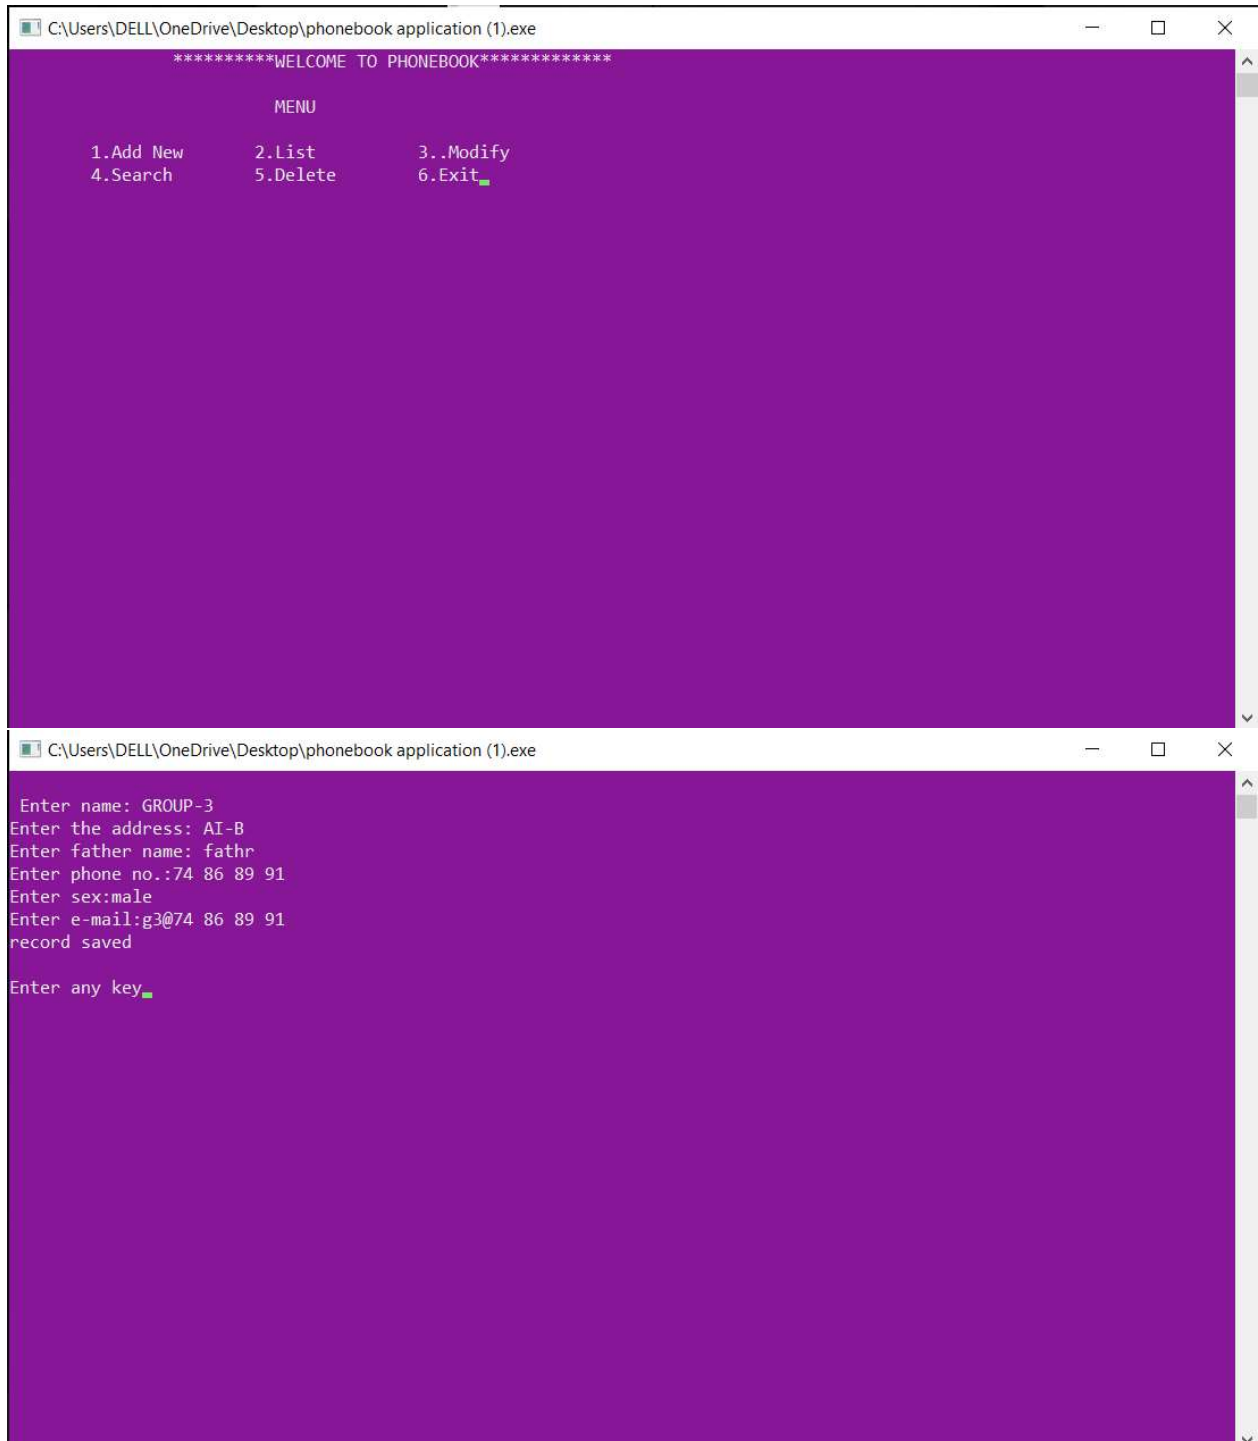 C:\Users\DELL\OneDrive\Desktop\phonebook application (1).exe
**********WELCOME TO PHONEBOOK*************
MENU
1.Add New 2.List 3..Modify
4.Search 5.Delete 6.Exit
C:\Users\DELL\OneDrive\Desktop\phonebook application (1).exe
Enter name: GROUP-3
Enter the address: AI-B
Enter father name: fathr
Enter phone no.:74 86 89 91
Enter sex:male
Enter e-mail:g3@74 86 89 91
record saved
Enter any key